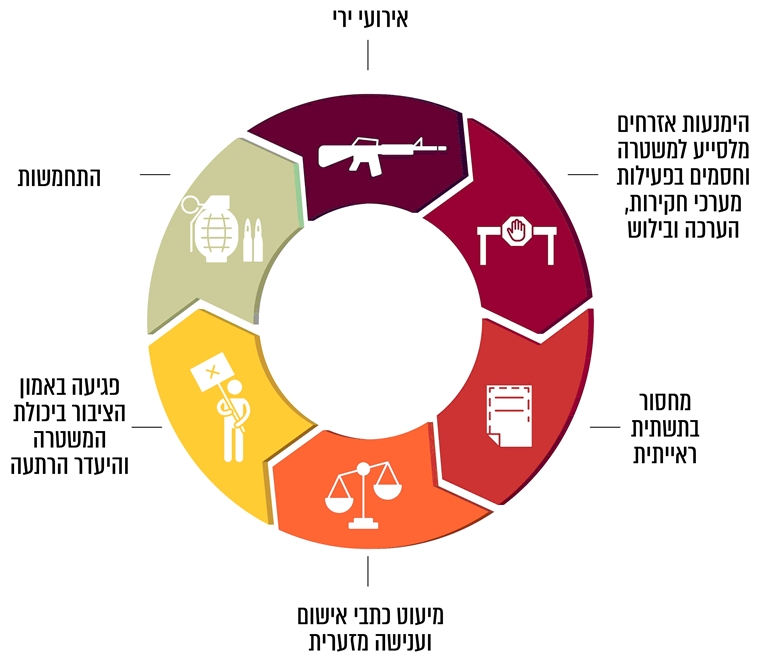 אירועי ירי
הימנעות אזרחים
מלסייע למשטרה
וחסמים בפעילות
מערכי חקירות,
הערכה ובילוש
מחסור
בתשתית
ראייתית
מיעוט כתבי אישום
וענישה מזערית
פגיעה באמון
הציבור ביכולת
המשטרה
והיעדר הרתעה
התחמשות